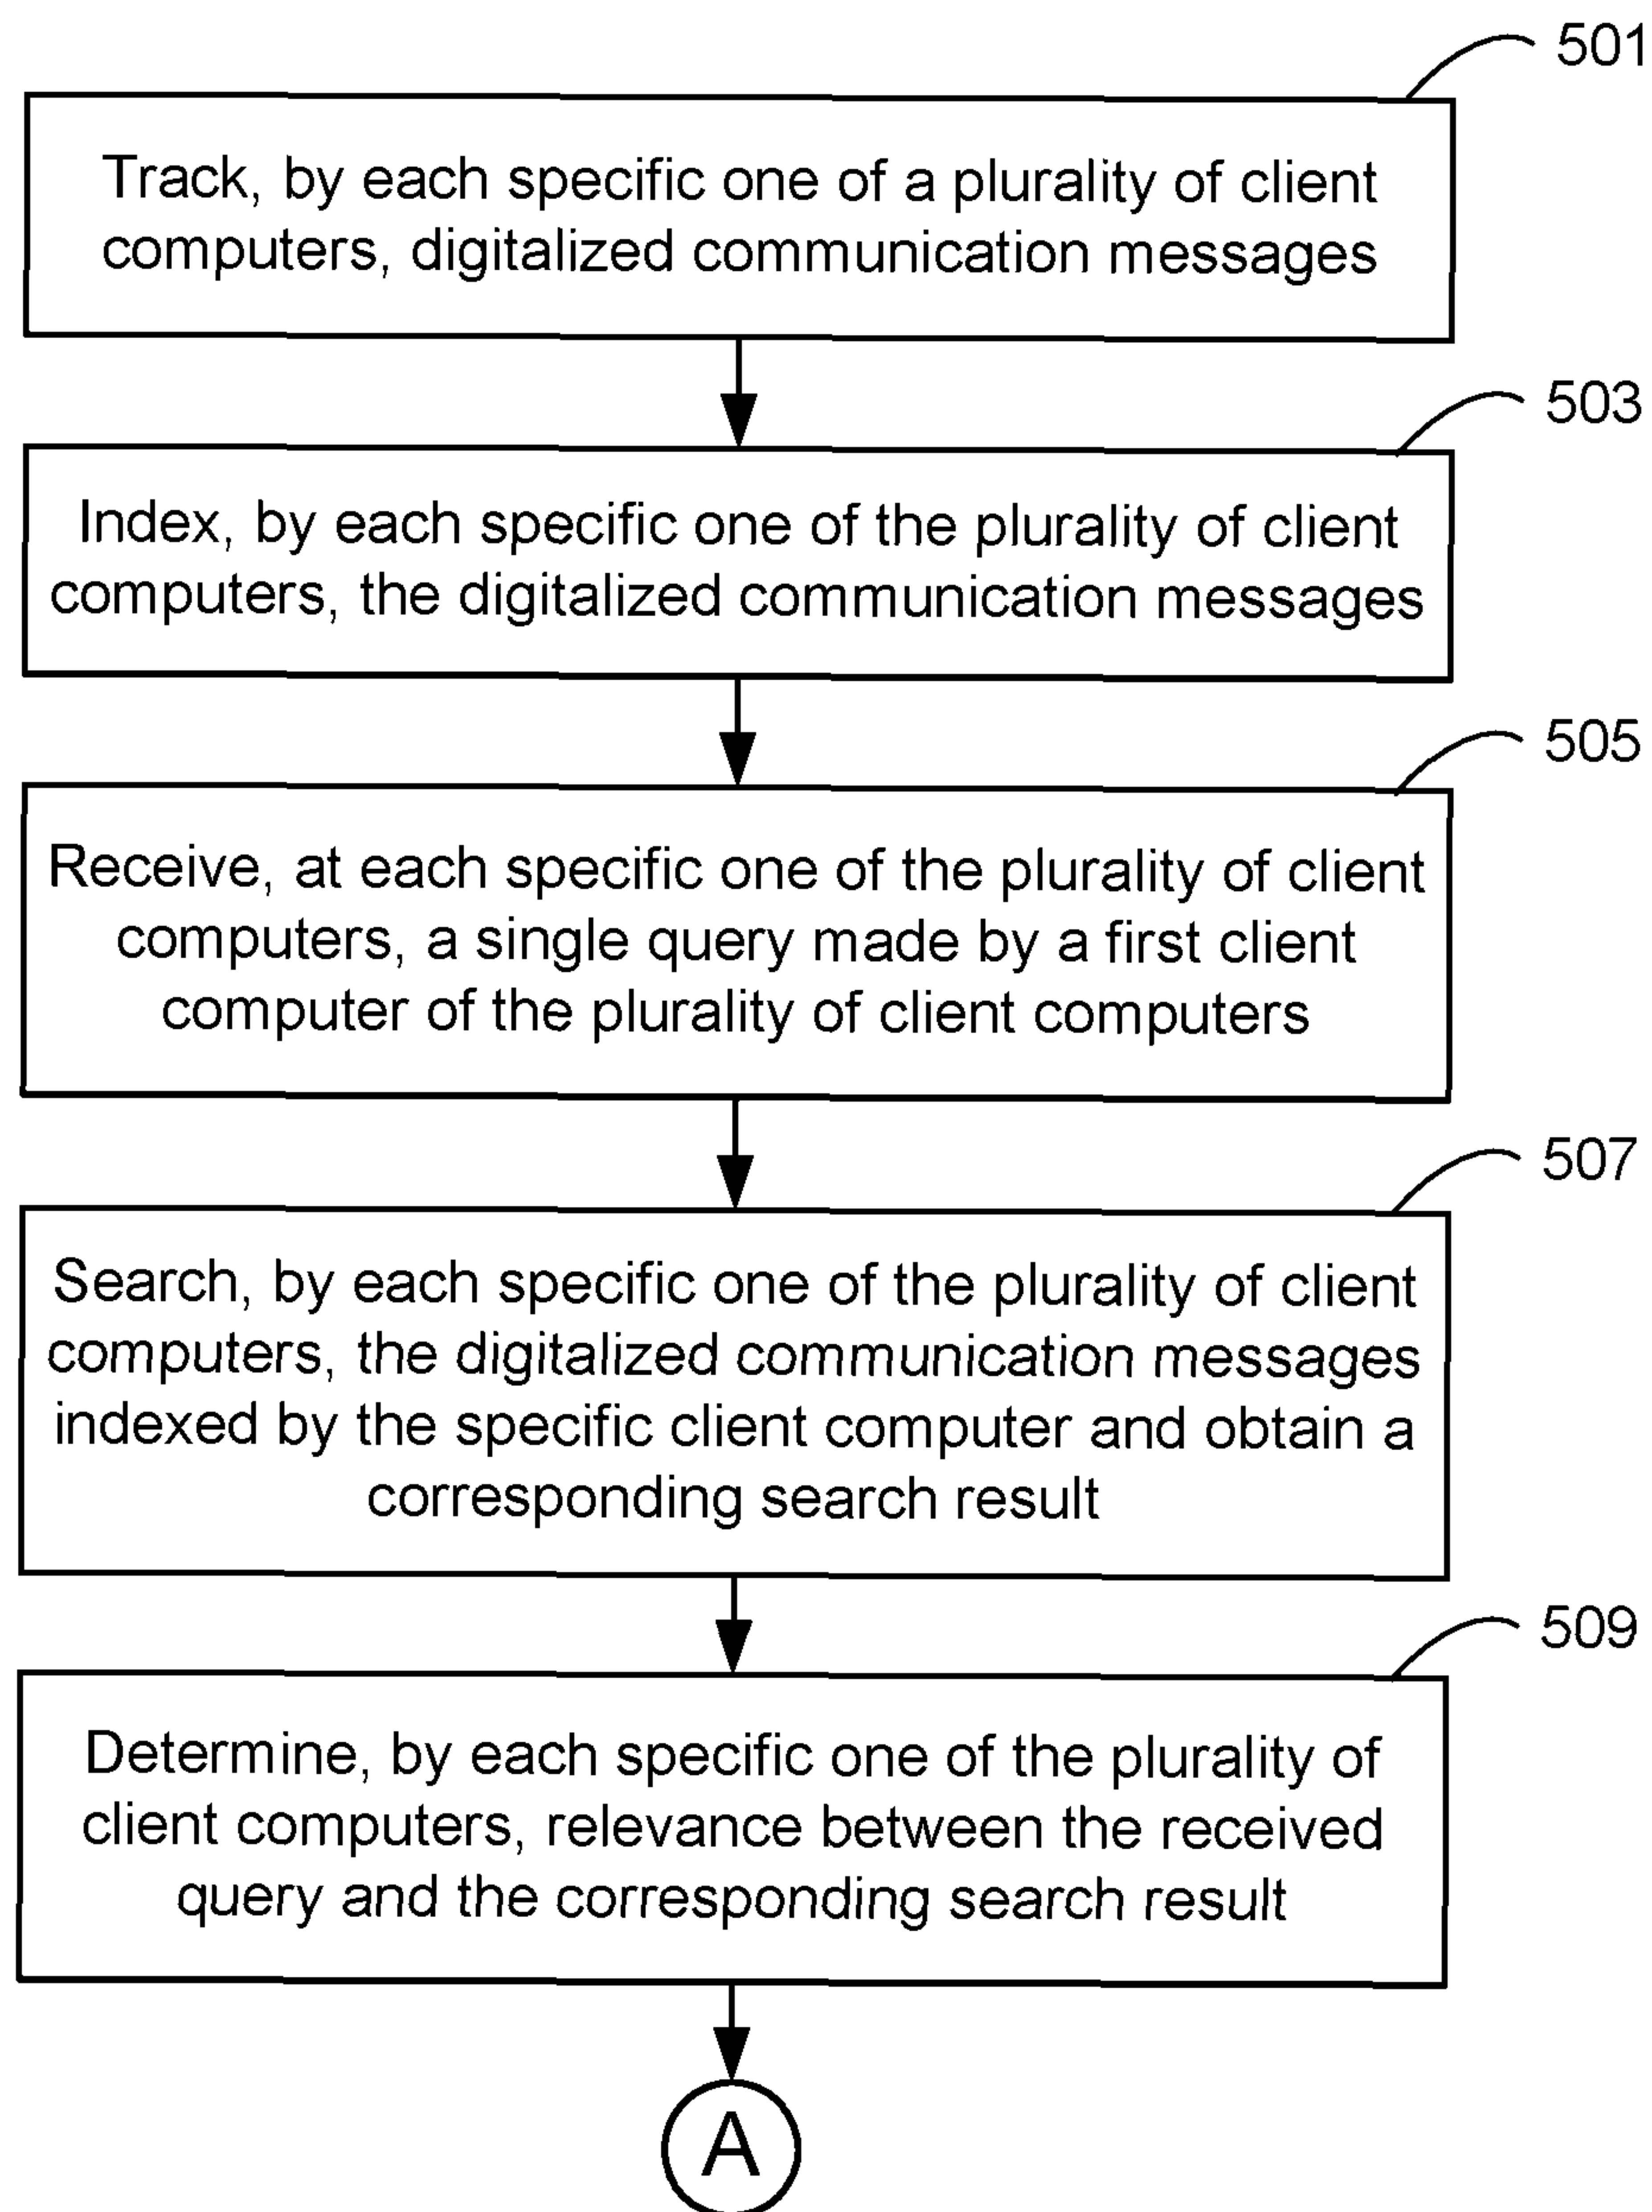 501
Track, by each specific one of a plurality of client
computers, digitalized communication messages
503
Index, by each specific one of the plurality of client
computers, the digitalized communication messages
505
Receive, at each specific one of the plurality of client
computers, a single query made by a first client
computer of the plurality of client computers
507
Search, by each specific one of the plurality of client
computers, the digitalized communication messages
indexed by the specific client computer and obtain a
corresponding search result
509
Determine, by each specific one of the plurality of
client computers, relevance between the received
query and the corresponding search result
A